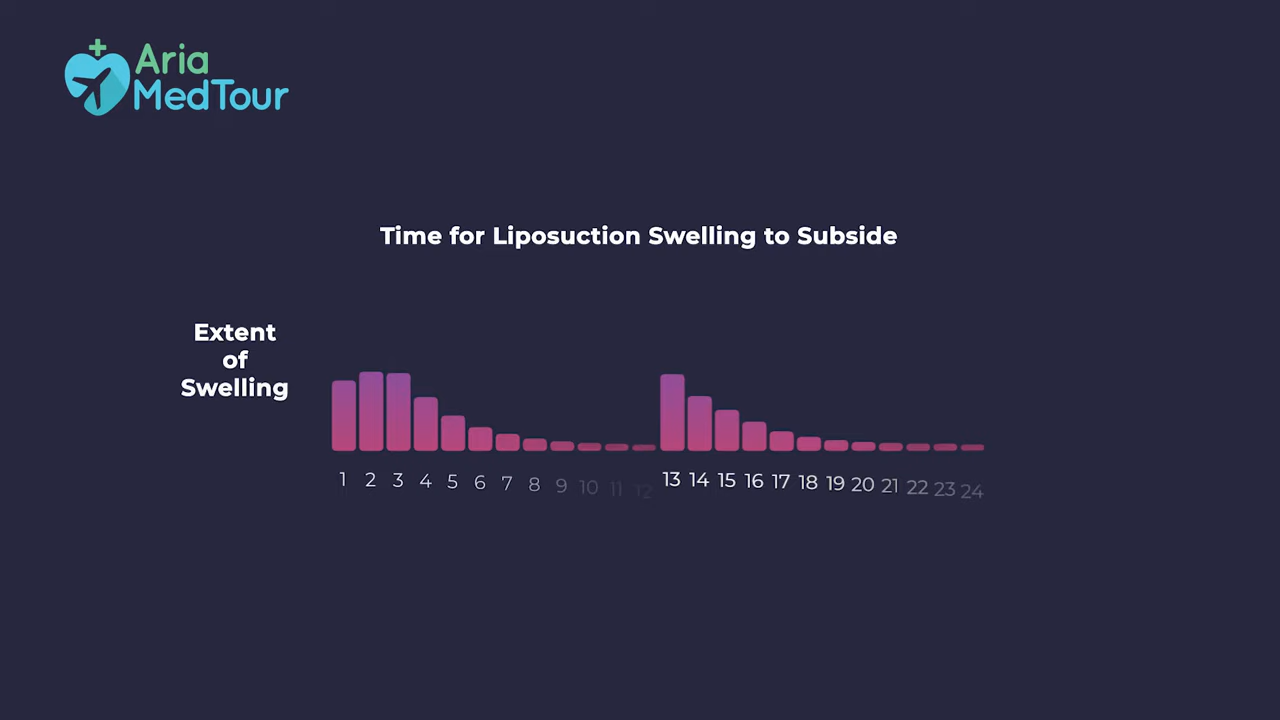 Aria
MedTour
Time for Liposuction Swelling to Subside
Extent
of
Swelling
1 2 3 4 5 6 7 8 9 10 11 12 13 14 15 16 17 18 19 20 21 22 23 24